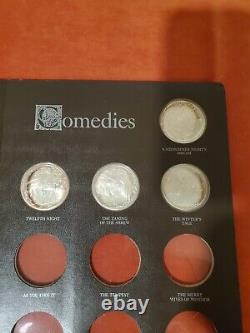 Comedies
A MIDSUMMER NIGHT'S
DREAM
TWELFTH NIGHT
THE TAMING
OF THE SHREW
THE WINTER'S
TALE
AS YOU LIKE IT
THE TEMPEST
THE MERRY
WIVES OF WINDSOR
ebay